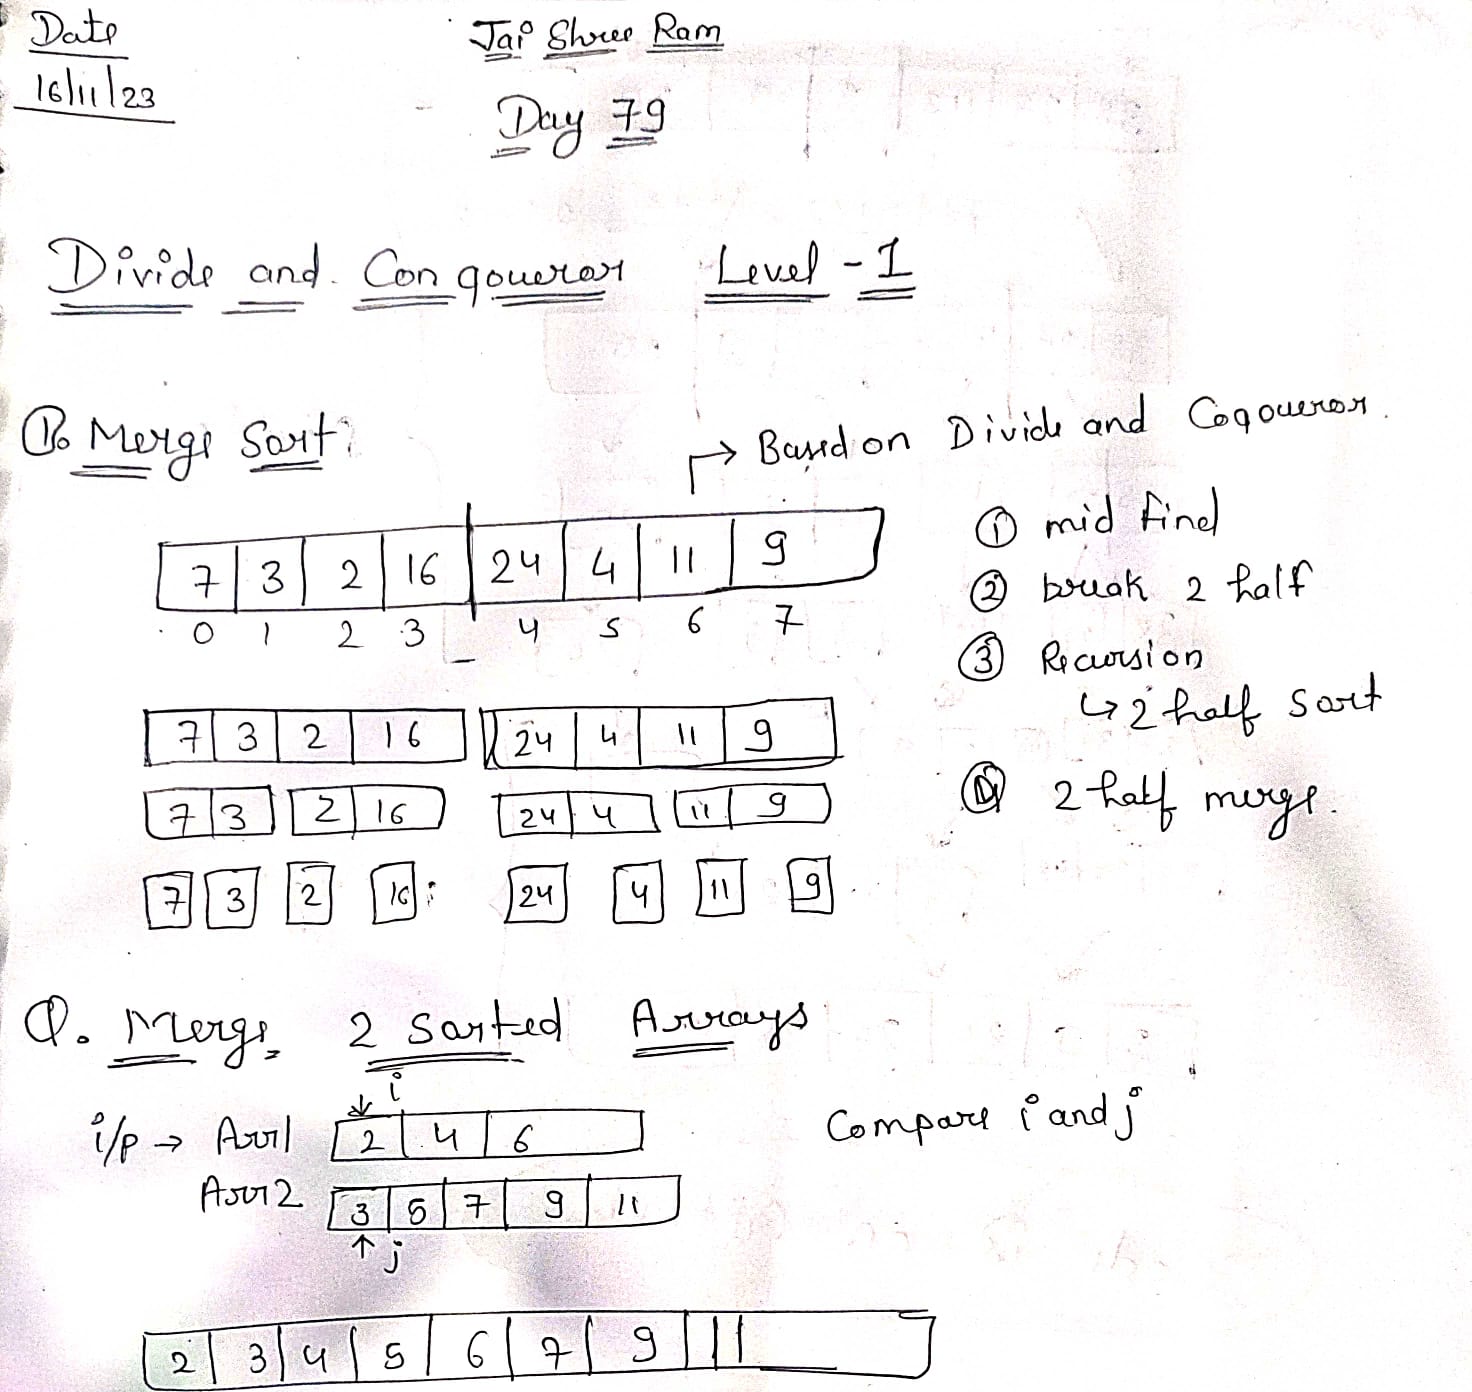 Date
16/11/23
Jai Shree Ram
Day 79
Divide and Conqoueror Level - 1
Q. Merge Sort:
→ Based on Divide and Coqoueror.
7 3 2 16 24 4 11 9
0 1 2 3 4 5 6 7
① mid find
② break 2 half
③ Recursion
↳ 2 half sort
④ 2 half merge.
7 3 2 16 24 4 11 9
7 3 2 16 24 4 11 9
7 3 2 16 24 4 11 9
Q. Merge 2 Sorted Arrays
i
i/p → Arr1 2 4 6
Compare i and j
Arr2 3 5 7 9 11
j
2 3 4 5 6 7 9 11